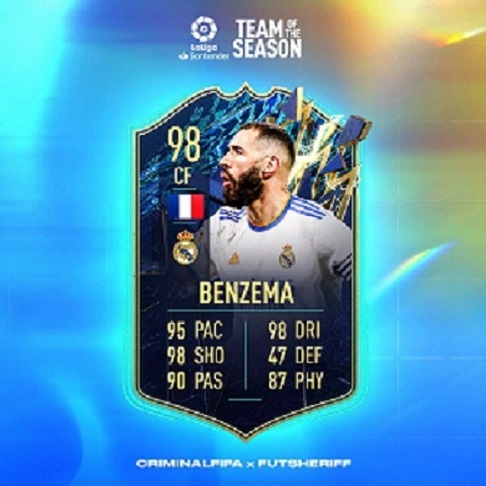 LaLiga
Santander
TEAM OF THE
SEASON
98
CF
BENZEMA
95 PAC 98 DRI
98 SHO 47 DEF
90 PAS 87 PHY
CRIMINALFIFA x FUTSHERIFF